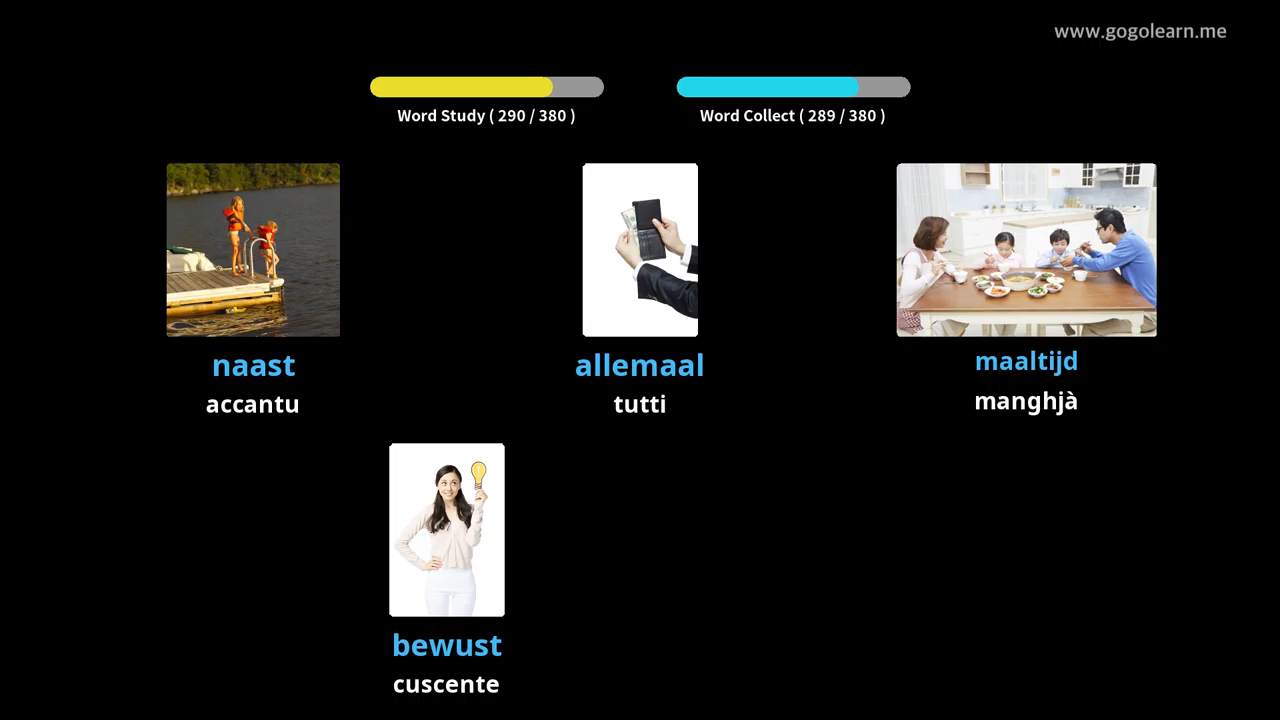 www.gogolearn.me
Word Study ( 290 / 380 )
Word Collect ( 289 / 380 )
naast
accantu
allemaal
tutti
maaltijd
manghjà
bewust
cuscente